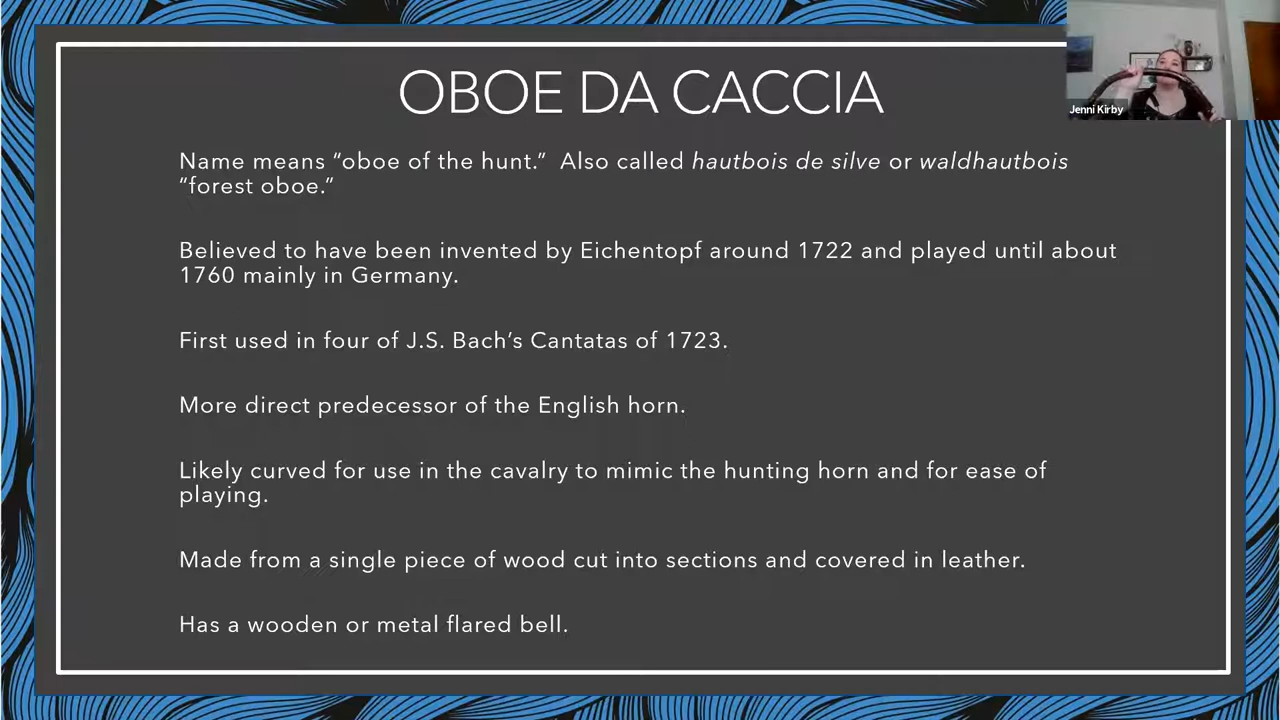 OBOE DA CACCIA
Jenni Kirby
Name means “oboe of the hunt.”  Also called hautbois de silve or waldhautbois
“forest oboe.”
Believed to have been invented by Eichentopf around 1722 and played until about
1760 mainly in Germany.
First used in four of J.S. Bach’s Cantatas of 1723.
More direct predecessor of the English horn.
Likely curved for use in the cavalry to mimic the hunting horn and for ease of
playing.
Made from a single piece of wood cut into sections and covered in leather.
Has a wooden or metal flared bell.